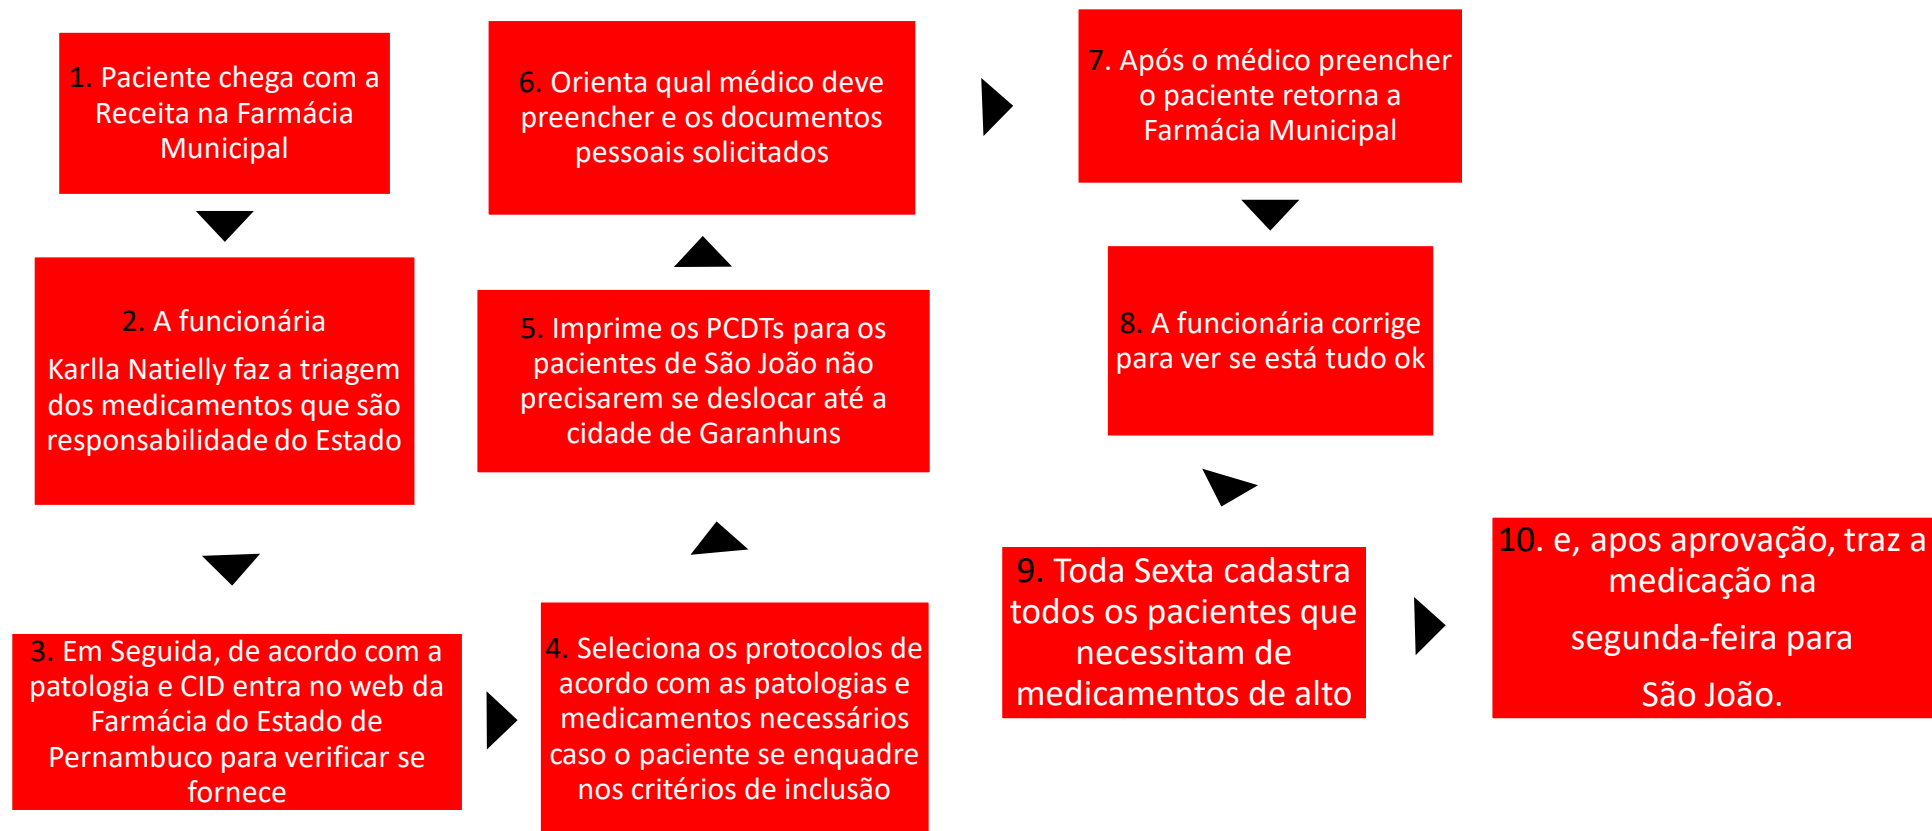 1. Paciente chega com a
Receita na Farmácia
Municipal
2. A funcionária
Karlla Natielly faz a triagem
dos medicamentos que são
responsabilidade do Estado
3. Em Seguida, de acordo com a
patologia e CID entra no web da
Farmácia do Estado de
Pernambuco para verificar se
fornece
4. Seleciona os protocolos de
acordo com as patologias e
medicamentos necessários
caso o paciente se enquadre
nos critérios de inclusão
5. Imprime os PCDTs para os
pacientes de São João não
precisarem se deslocar até a
cidade de Garanhuns
6. Orienta qual médico deve
preencher e os documentos
pessoais solicitados
7. Após o médico preencher
o paciente retorna a
Farmácia Municipal
8. A funcionária corrige
para ver se está tudo ok
9. Toda Sexta cadastra
todos os pacientes que
necessitam de
medicamentos de alto
10. e, apos aprovação, traz a
medicação na
segunda-feira para
São João.